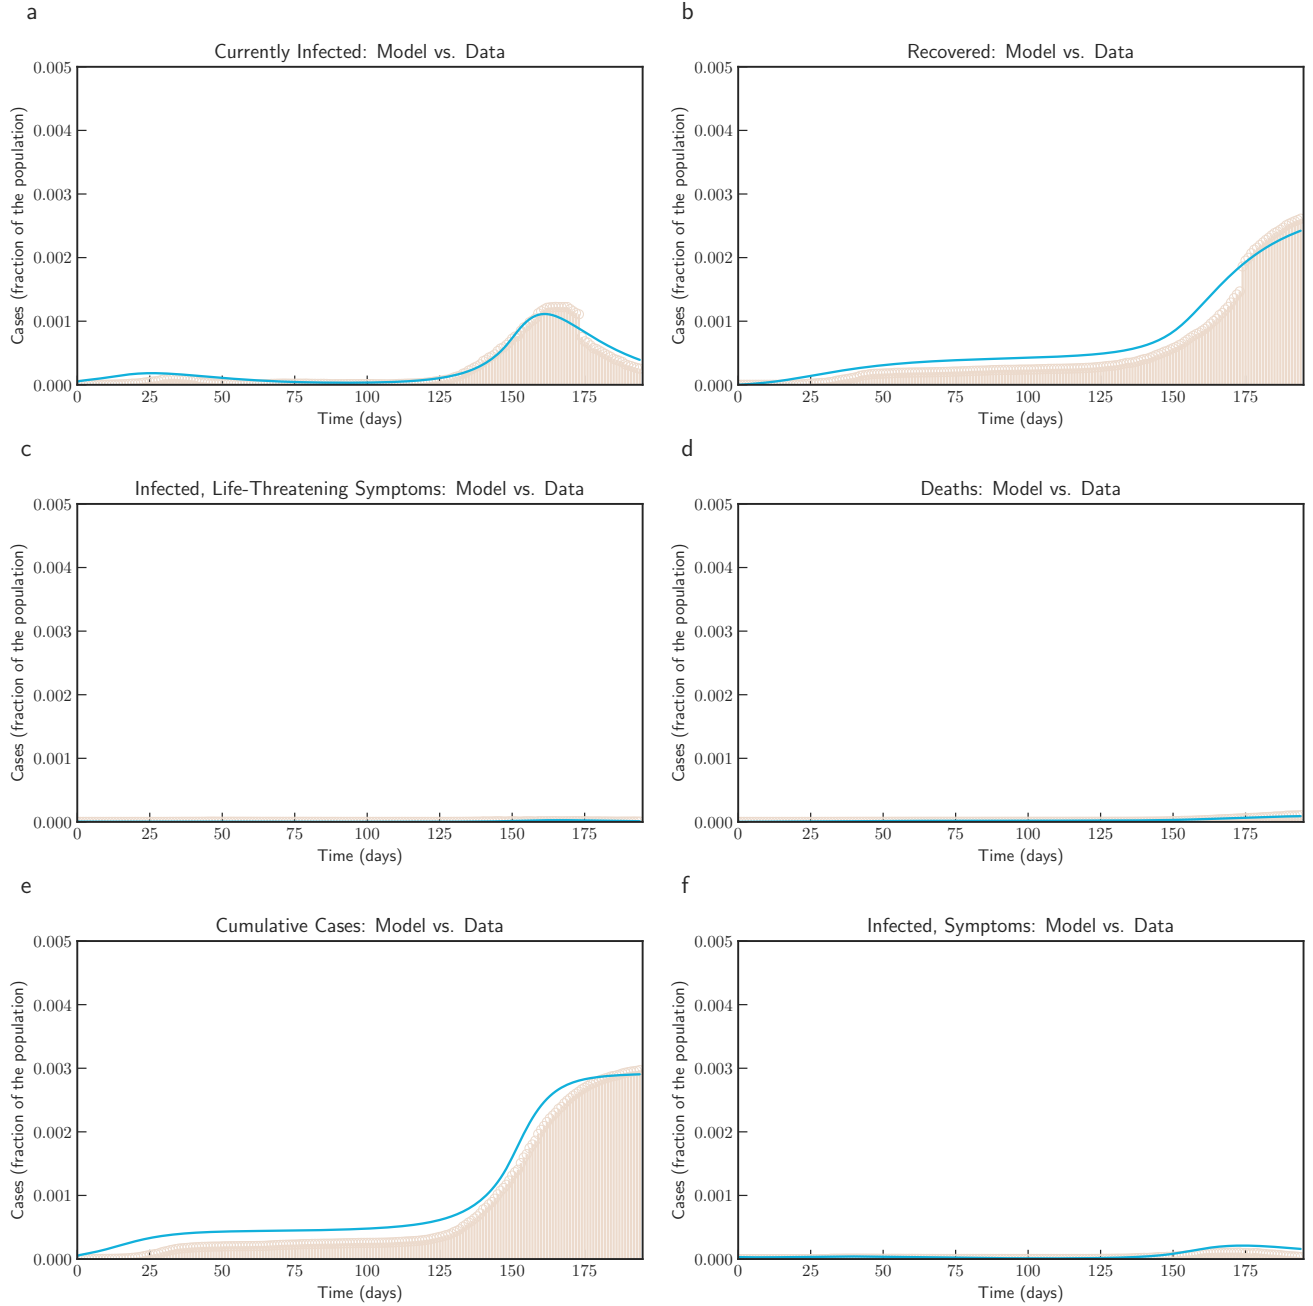 a
Currently Infected: Model vs. Data
0.005
0.004
0.003
0.002
0.001
0.000
Cases (fraction of the population)
0 25 50 75 100 125 150 175
Time (days)
b
Recovered: Model vs. Data
0.005
0.004
0.003
0.002
0.001
0.000
Cases (fraction of the population)
0 25 50 75 100 125 150 175
Time (days)
c
Infected, Life-Threatening Symptoms: Model vs. Data
0.005
0.004
0.003
0.002
0.001
0.000
Cases (fraction of the population)
0 25 50 75 100 125 150 175
Time (days)
d
Deaths: Model vs. Data
0.005
0.004
0.003
0.002
0.001
0.000
Cases (fraction of the population)
0 25 50 75 100 125 150 175
Time (days)
e
Cumulative Cases: Model vs. Data
0.005
0.004
0.003
0.002
0.001
0.000
Cases (fraction of the population)
0 25 50 75 100 125 150 175
Time (days)
f
Infected, Symptoms: Model vs. Data
0.005
0.004
0.003
0.002
0.001
0.000
Cases (fraction of the population)
0 25 50 75 100 125 150 175
Time (days)